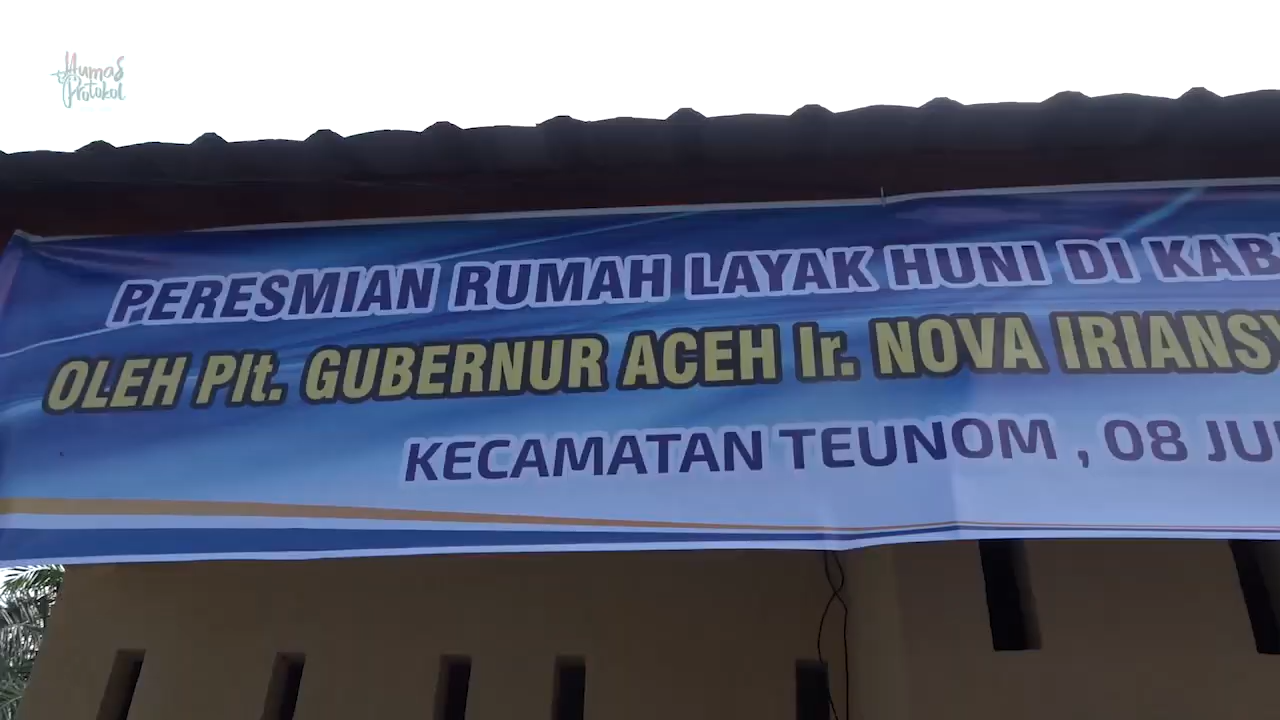 Humas
Protokol
PERESMIAN RUMAH LAYAK HUNI DI KAB
OLEH Plt. GUBERNUR ACEH Ir. NOVA IRIANSY
KECAMATAN TEUNOM , 08 JU